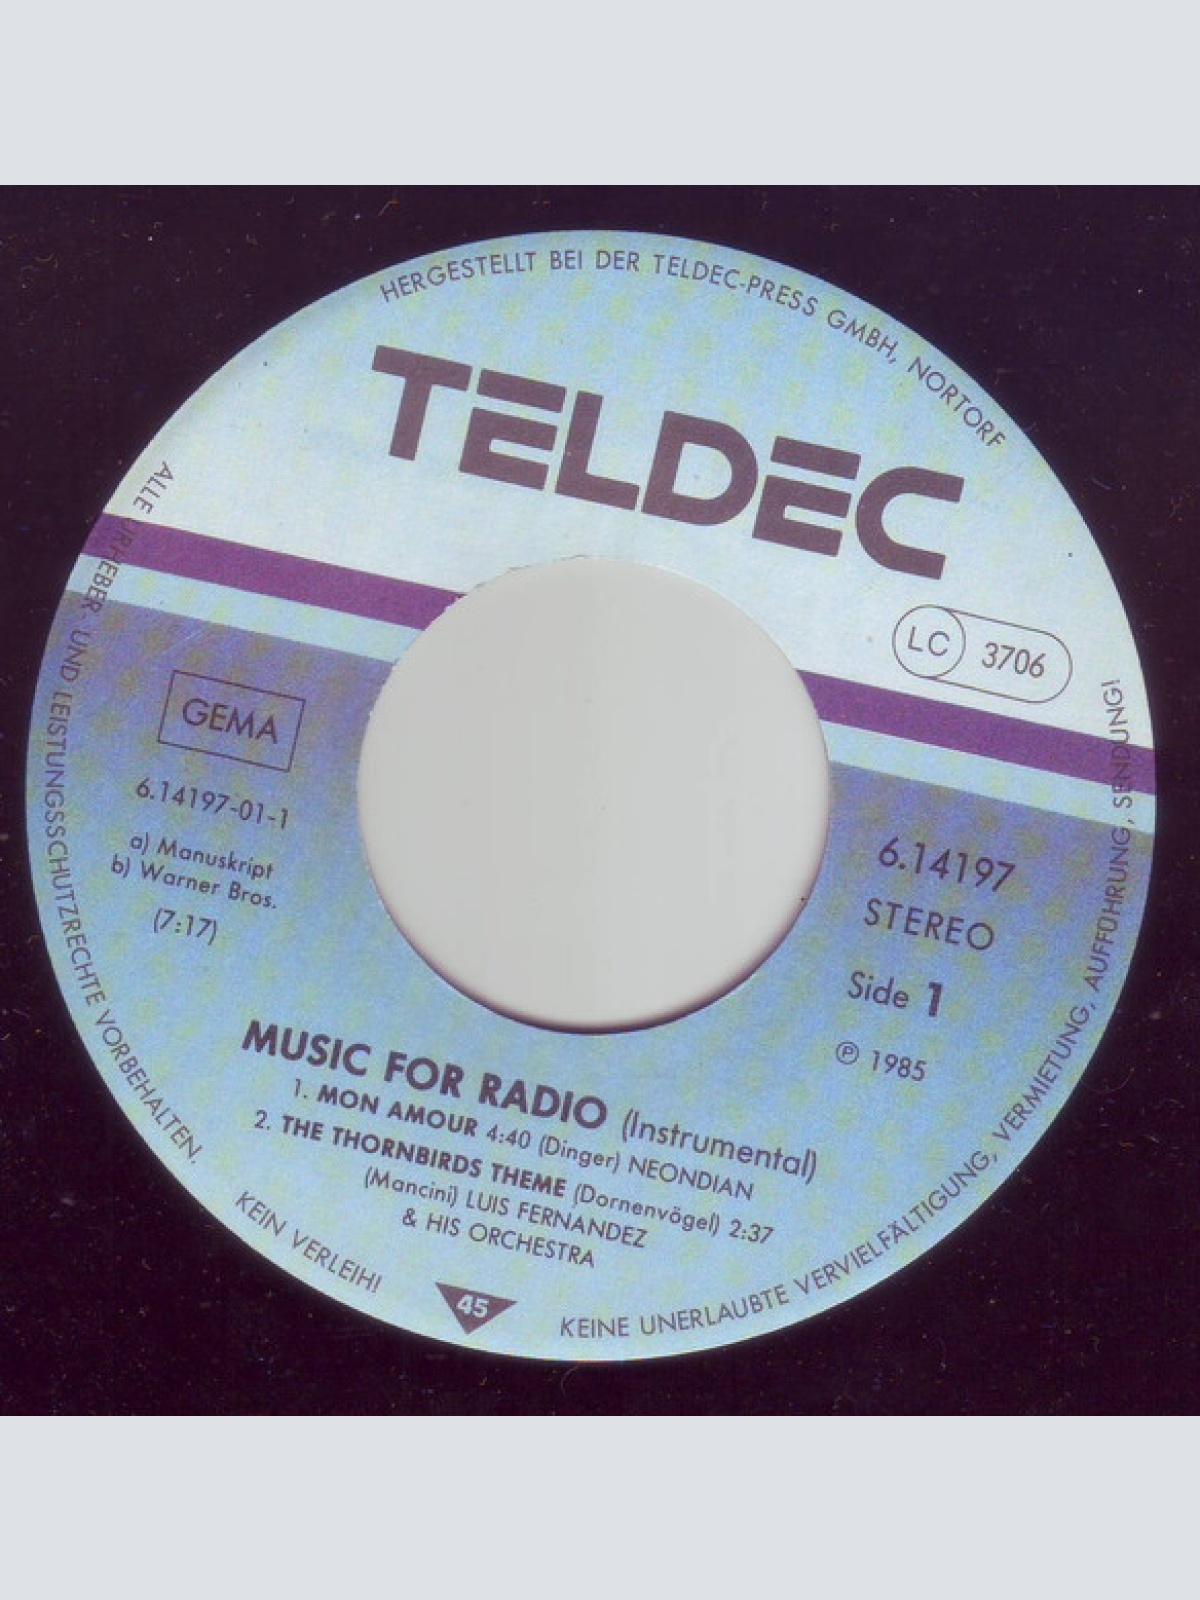 HERGESTELLT BEI DER TELDEC-PRESS GMBH, NORTORF
TELDEC
LC 3706
GEMA
6.14197-01-1
a) Manuskript
b) Warner Bros.
(7:17)
6.14197
STEREO
Side 1
℗ 1985
MUSIC FOR RADIO (Instrumental)
1. MON AMOUR 4:40 (Dinger) NEONDIAN
2. THE THORNBIRDS THEME (Dornenvögel) 2:37
(Mancini) LUIS FERNANDEZ
& HIS ORCHESTRA
45
ALLE URHEBER- UND LEISTUNGSSCHUTZRECHTE VORBEHALTEN.
KEIN VERLEIH!
KEINE UNERLAUBTE VERVIELFÄLTIGUNG, VERMIETUNG, AUFFÜHRUNG, SENDUNG!